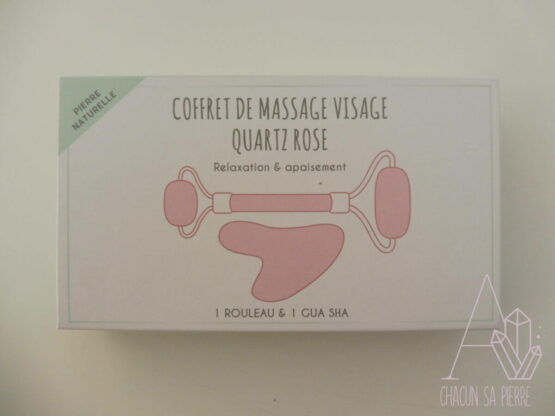 PIERRE
NATURELLE
COFFRET DE MASSAGE VISAGE
QUARTZ ROSE
Relaxation & apaisement
1 ROULEAU & 1 GUA SHA
A
CHACUN SA PIERRE